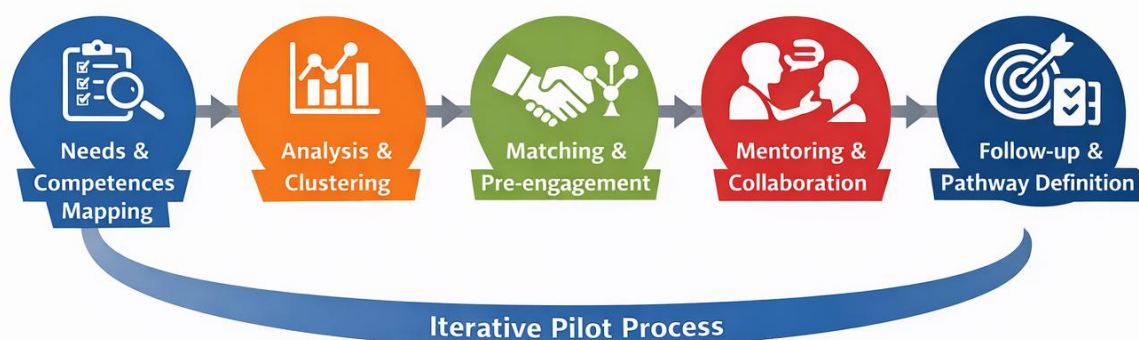 Needs &
Competences
Mapping
Analysis &
Clustering
Matching &
Pre-engagement
Mentoring &
Collaboration
Follow-up &
Pathway Definition
Iterative Pilot Process